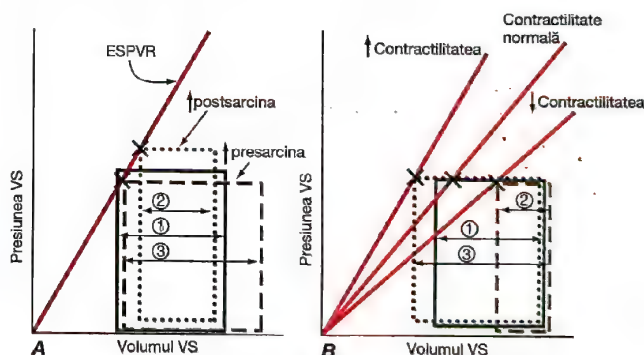 ESPVR
↑postsarcina
↑presarcina
②
①
③
Presiunea VS
A
Volumul VS
↑Contractilitatea
Contractilitate
normală
↓Contractilitatea
②
①
③
Presiunea VS
B
Volumul VS